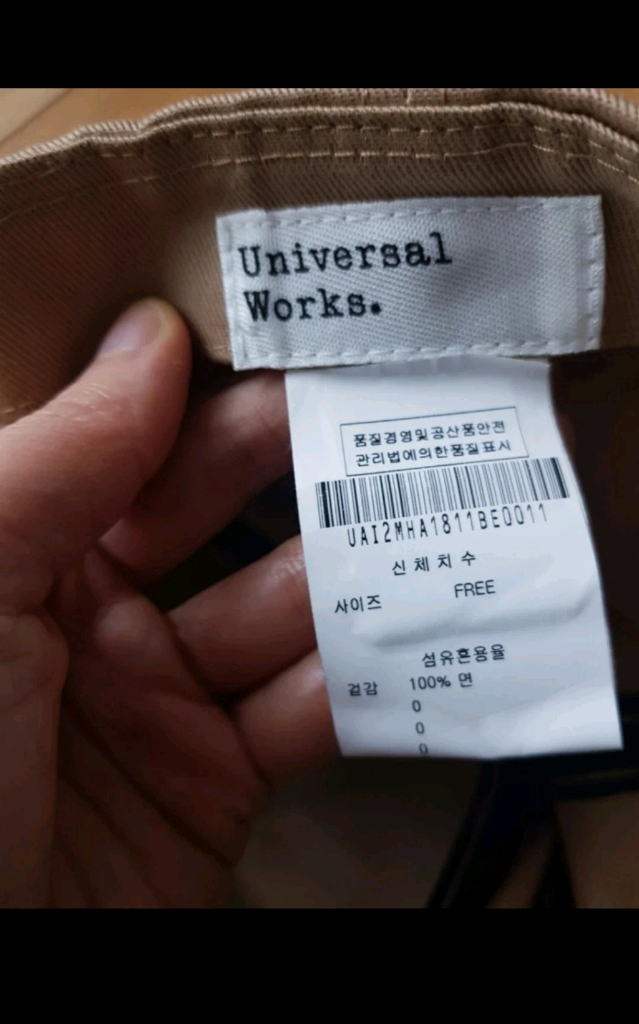 Universal
Works.
품질경영및공산품안전
관리법에의한품질표시
UAI2MHA1811BE0011
신체치수
사이즈 FREE
섬유혼용율
겉감 100% 면
0
0
0